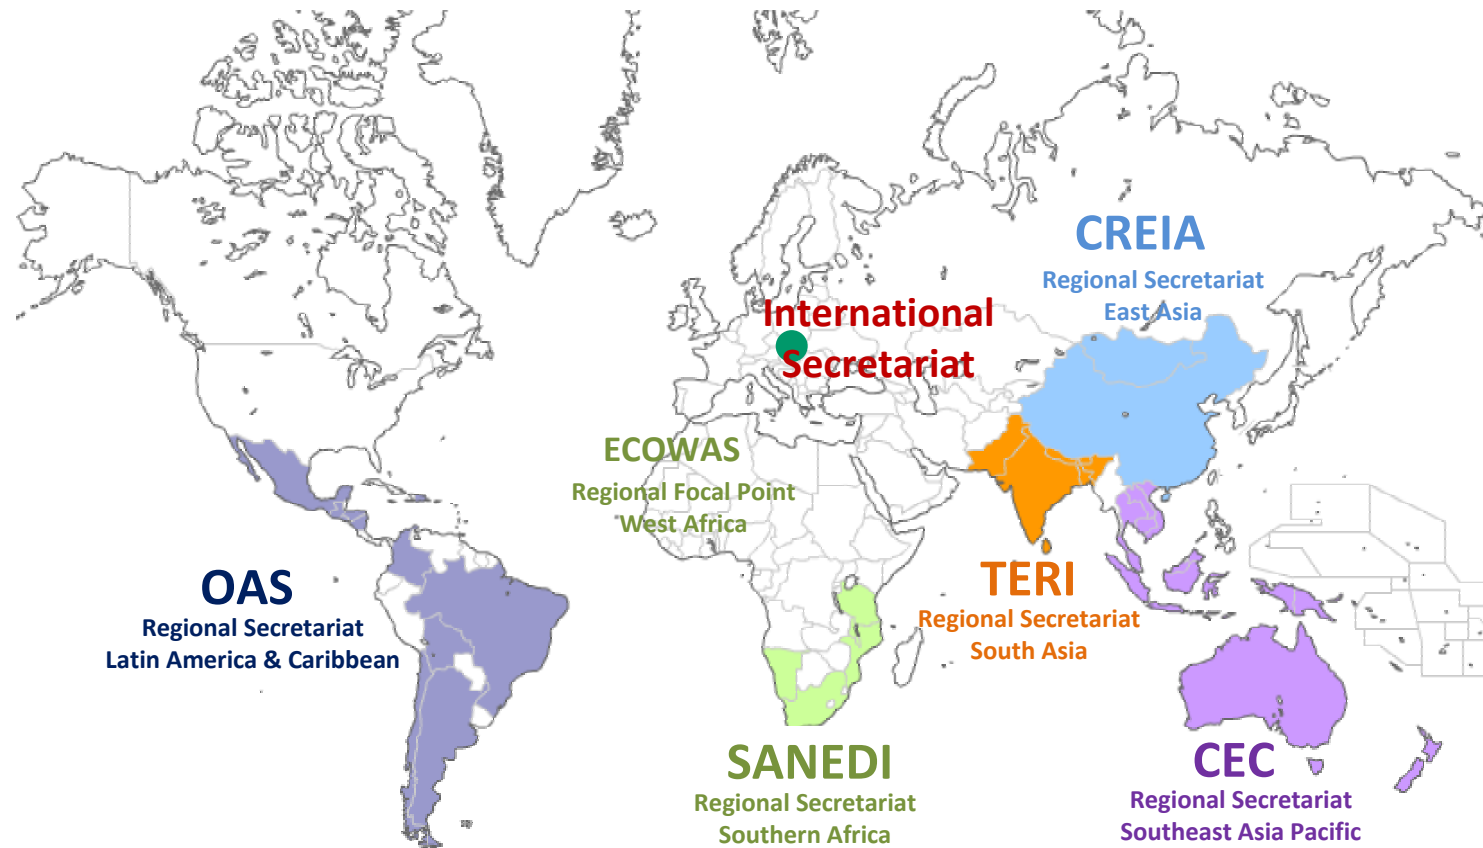 CREIA
Regional Secretariat
East Asia
International
Secretariat
ECOWAS
Regional Focal Point
West Africa
OAS
Regional Secretariat
Latin America & Caribbean
TERI
Regional Secretariat
South Asia
SANEDI
Regional Secretariat
Southern Africa
CEC
Regional Secretariat
Southeast Asia Pacific